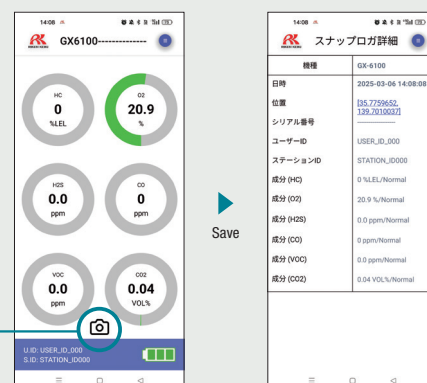 14:08
RIKEN KEIKI
GX6100--------------
HC
0
%LEL
O2
20.9
%
H2S
0.0
ppm
CO
0
ppm
VOC
0.0
ppm
CO2
0.04
VOL%
U.ID: USER_ID_000
S.ID: STATION_ID000
Save
14:08
RIKEN KEIKI
スナップロガ詳細
機種 GX-6100
日時 2025-03-06 14:08:08
位置 [35.7759652,
139.7010037]
シリアル番号 --------------
ユーザーID USER_ID_000
ステーションID STATION_ID000
成分 (HC) 0 %LEL/Normal
成分 (O2) 20.9 %/Normal
成分 (H2S) 0.0 ppm/Normal
成分 (CO) 0 ppm/Normal
成分 (VOC) 0.0 ppm/Normal
成分 (CO2) 0.04 VOL%/Normal